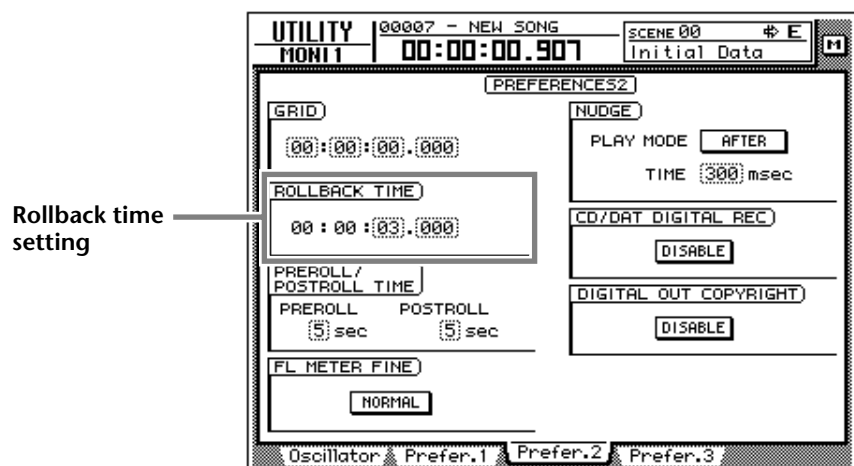 UTILITY
MONI 1
00007 - NEW SONG
00:00:00.907
SCENE 00 E
Initial Data
M
PREFERENCES2
GRID
00:00:00.000
ROLLBACK TIME
00:00:03.000
Rollback time
setting
PREROLL/
POSTROLL TIME
PREROLL POSTROLL
5 sec 5 sec
FL METER FINE
NORMAL
NUDGE
PLAY MODE AFTER
TIME 300 msec
CD/DAT DIGITAL REC
DISABLE
DIGITAL OUT COPYRIGHT
DISABLE
Oscillator Prefer.1 Prefer.2 Prefer.3